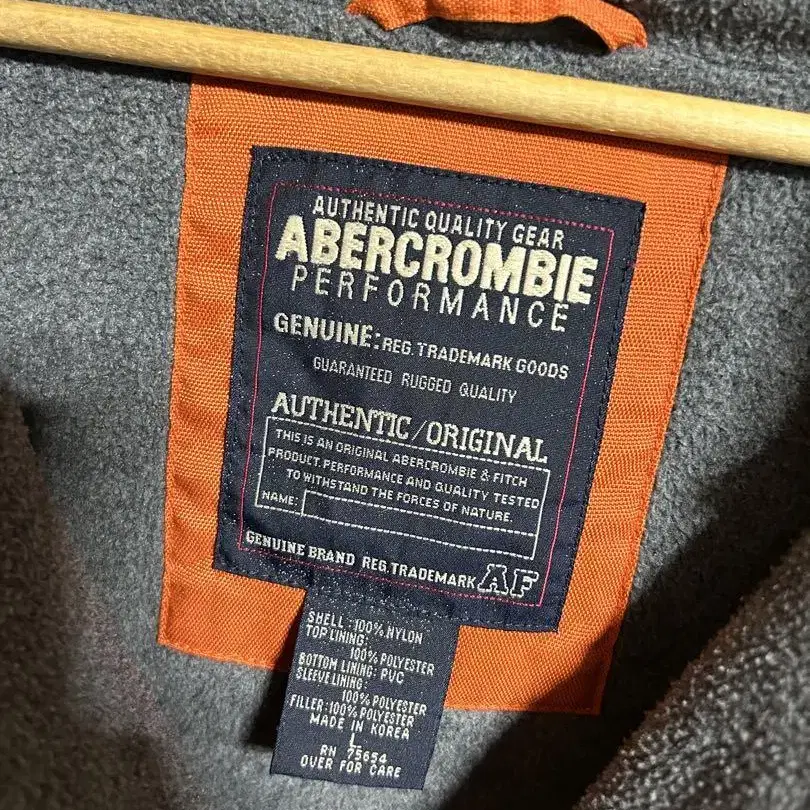 AUTHENTIC QUALITY GEAR
ABERCROMBIE
PERFORMANCE
GENUINE: REG. TRADEMARK GOODS
GUARANTEED RUGGED QUALITY
AUTHENTIC/ORIGINAL
THIS IS AN ORIGINAL ABERCROMBIE & FITCH
PRODUCT. PERFORMANCE AND QUALITY TESTED
TO WITHSTAND THE FORCES OF NATURE.
NAME:
GENUINE BRAND REG. TRADEMARK AF
SHELL: 100% NYLON
TOP LINING:
100% POLYESTER
BOTTOM LINING: PVC
SLEEVE LINING:
100% POLYESTER
FILLER: 100% POLYESTER
MADE IN KOREA
L
RN 75654
OVER FOR CARE